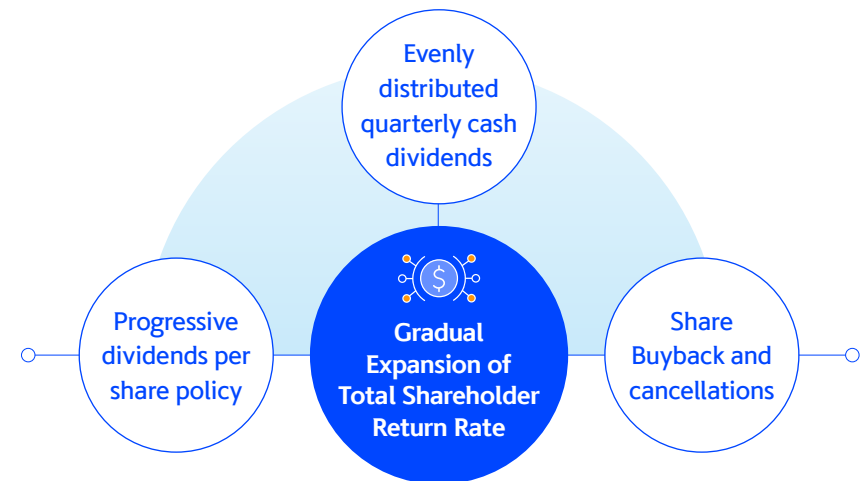 Evenly
distributed
quarterly cash
dividends
Progressive
dividends per
share policy
$
Gradual
Expansion of
Total Shareholder
Return Rate
Share
Buyback and
cancellations